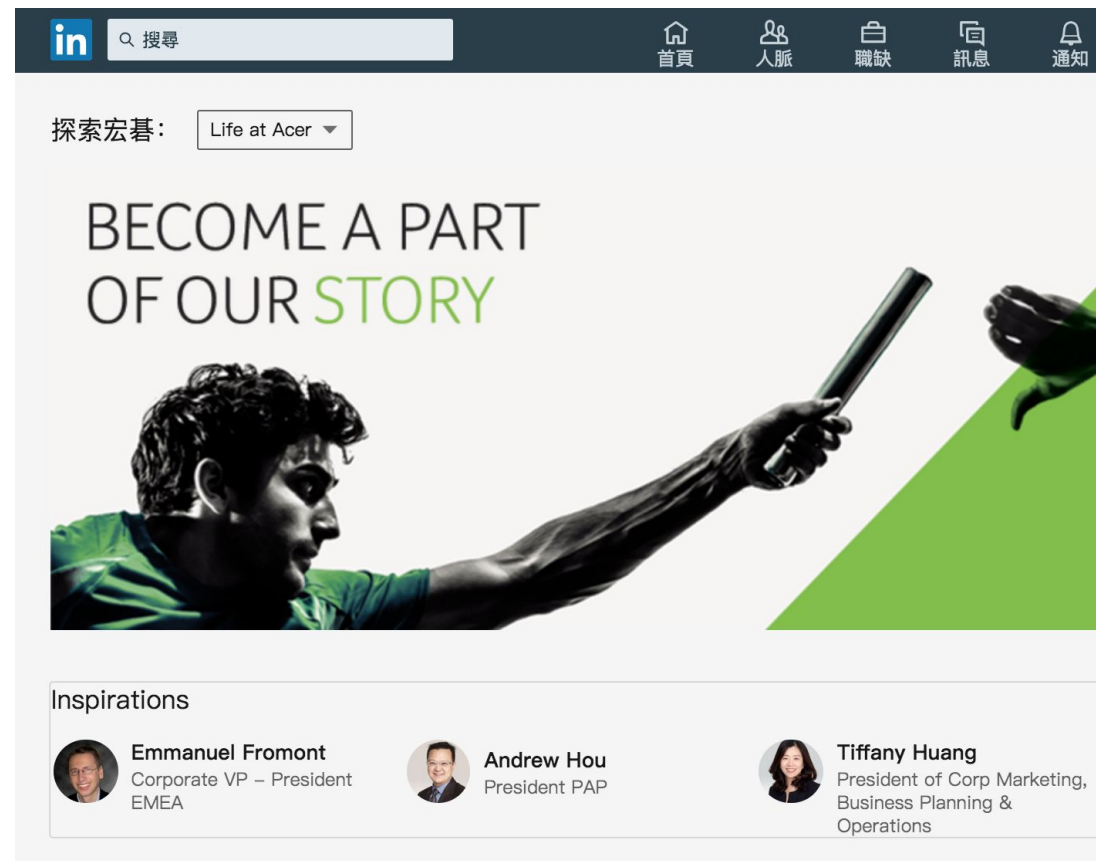 in
搜尋
首頁
人脈
職缺
訊息
通知
探索宏碁：
Life at Acer
BECOME A PART
OF OUR STORY
Inspirations
Emmanuel Fromont
Corporate VP – President
EMEA
Andrew Hou
President PAP
Tiffany Huang
President of Corp Marketing,
Business Planning &
Operations